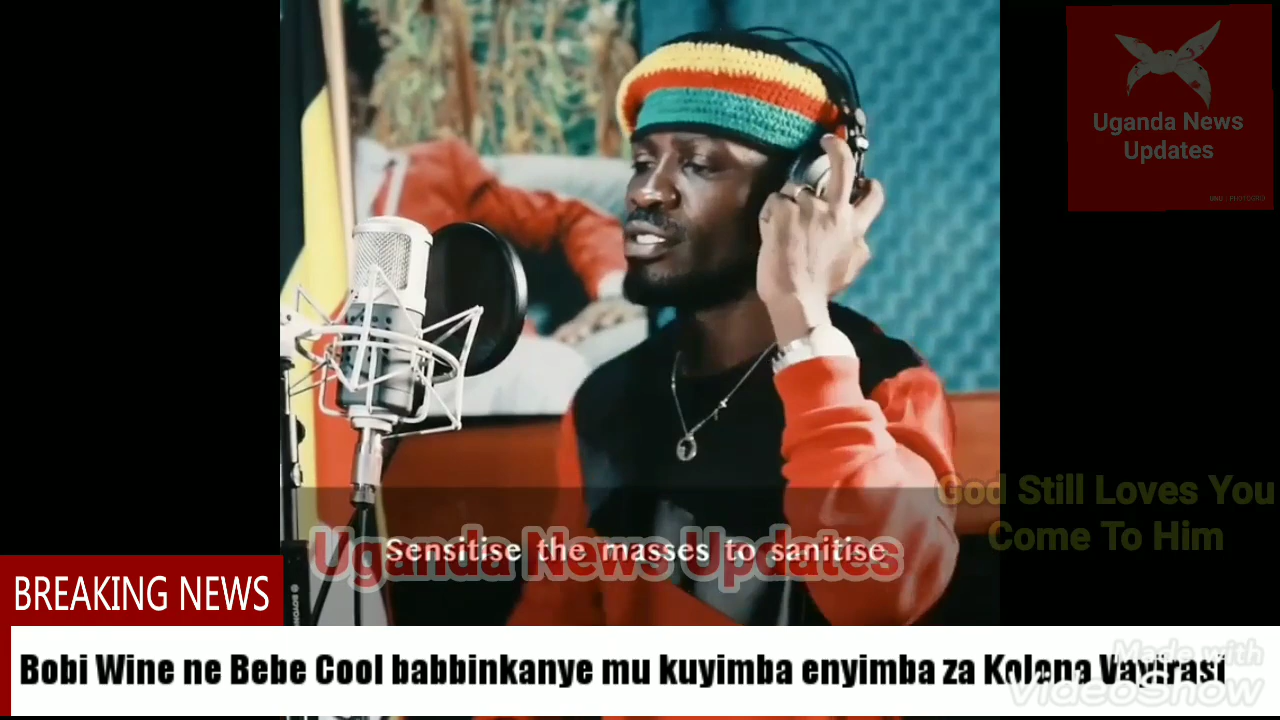 Uganda News
Updates
God Still Loves You
Come To Him
Sensitise the masses to sanitise
Uganda News Updates
BREAKING NEWS
Bobi Wine ne Bebe Cool babbinkanye mu kuyimba enyimba za Kolona Vayirasi
Made with
VideoShow